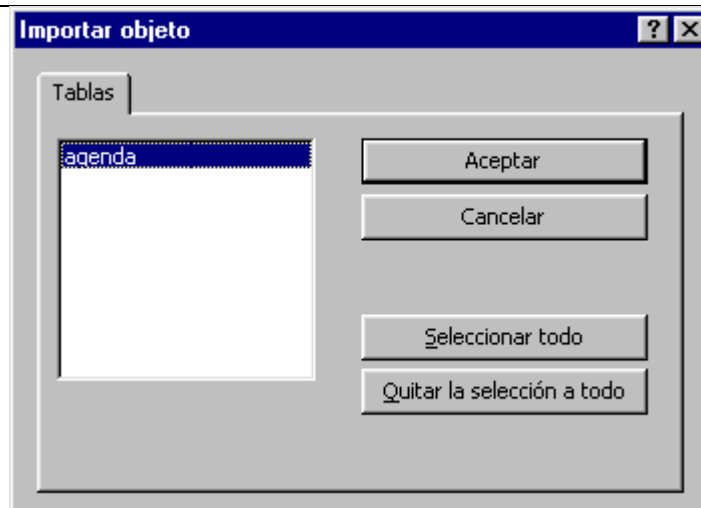 Importar objeto
?
Tablas
agenda
Aceptar
Cancelar
Seleccionar todo
Quitar la selección a todo